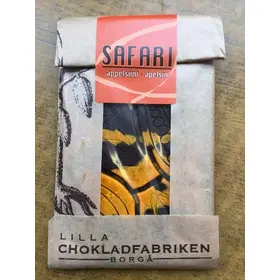 SAFARI
appelsiini - apelsin
LILLA
CHOKLADFABRIKEN
BORGÅ